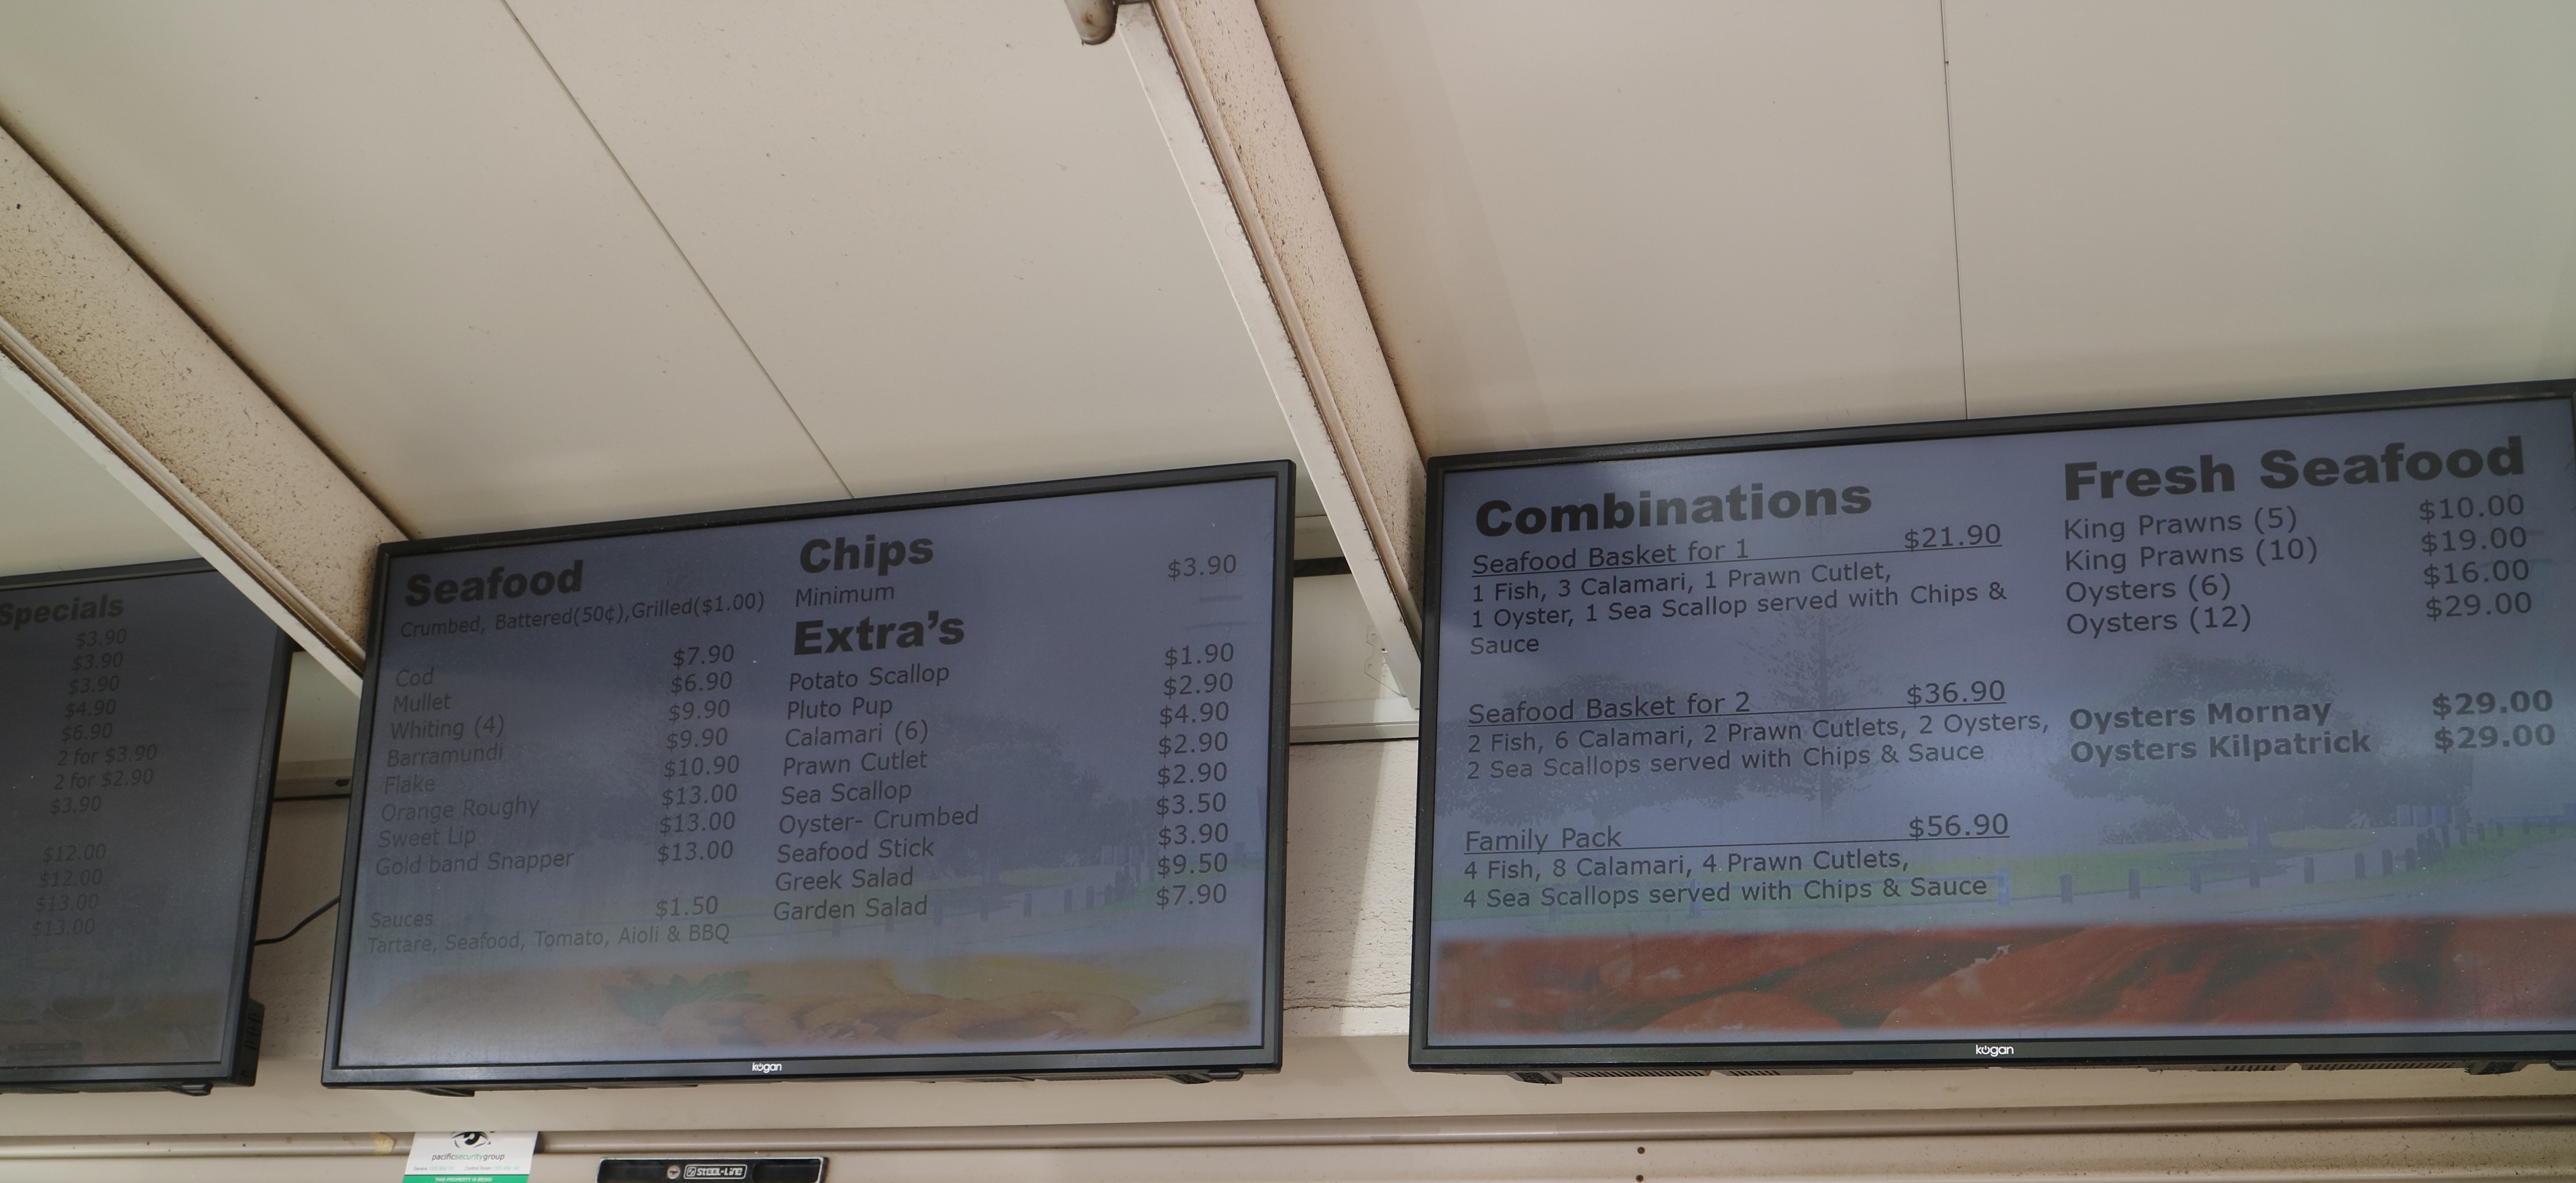 Specials
$3.90
$3.90
$3.90
$4.90
$6.90
2 for $3.90
2 for $2.90
$3.90
$12.00
$12.00
$13.00
$13.00
Seafood
Crumbed, Battered(50¢),Grilled($1.00)
Cod $7.90
Mullet $6.90
Whiting (4) $9.90
Barramundi $9.90
Flake $10.90
Orange Roughy $13.00
Sweet Lip $13.00
Gold band Snapper $13.00
Sauces $1.50
Tartare, Seafood, Tomato, Aioli & BBQ
Chips
Minimum $3.90
Extra's
Potato Scallop $1.90
Pluto Pup $2.90
Calamari (6) $4.90
Prawn Cutlet $2.90
Sea Scallop $2.90
Oyster- Crumbed $3.50
Seafood Stick $3.90
Greek Salad $9.50
Garden Salad $7.90
kogan
Combinations
Seafood Basket for 1 $21.90
1 Fish, 3 Calamari, 1 Prawn Cutlet,
1 Oyster, 1 Sea Scallop served with Chips &
Sauce
Seafood Basket for 2 $36.90
2 Fish, 6 Calamari, 2 Prawn Cutlets, 2 Oysters,
2 Sea Scallops served with Chips & Sauce
Family Pack $56.90
4 Fish, 8 Calamari, 4 Prawn Cutlets,
4 Sea Scallops served with Chips & Sauce
Fresh Seafood
King Prawns (5) $10.00
King Prawns (10) $19.00
Oysters (6) $16.00
Oysters (12) $29.00
Oysters Mornay $29.00
Oysters Kilpatrick $29.00
kogan
pacificsecuritygroup
THIS PROPERTY IS BEING
STEEL-LINE